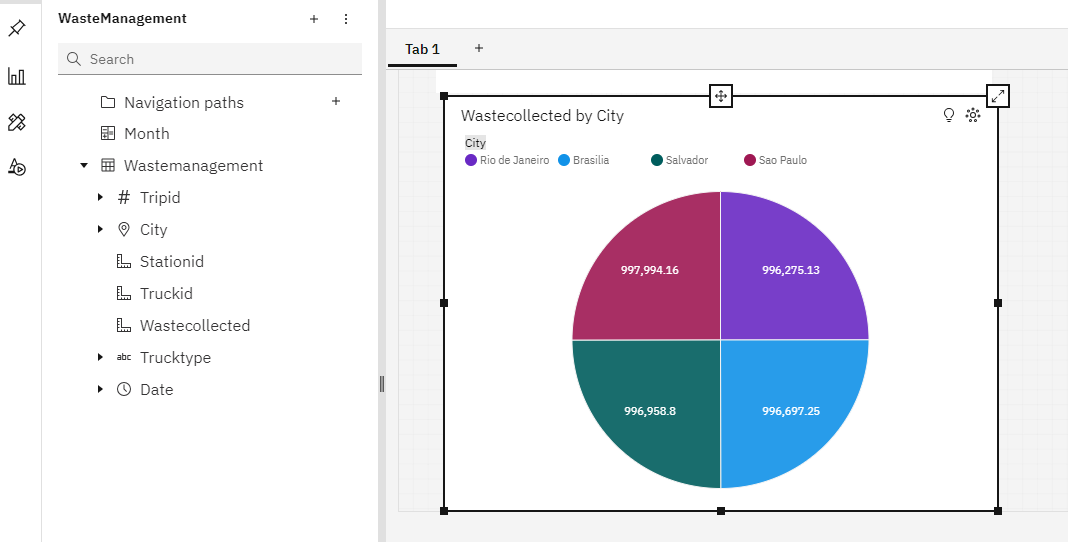 WasteManagement
Search
Navigation paths
Month
Wastemanagement
Tripid
City
Stationid
Truckid
Wastecollected
abc Trucktype
Date
Tab 1
Wastecollected by City
City
Rio de Janeiro Brasilia Salvador Sao Paulo
997,994.16 996,275.13
996,958.8 996,697.25